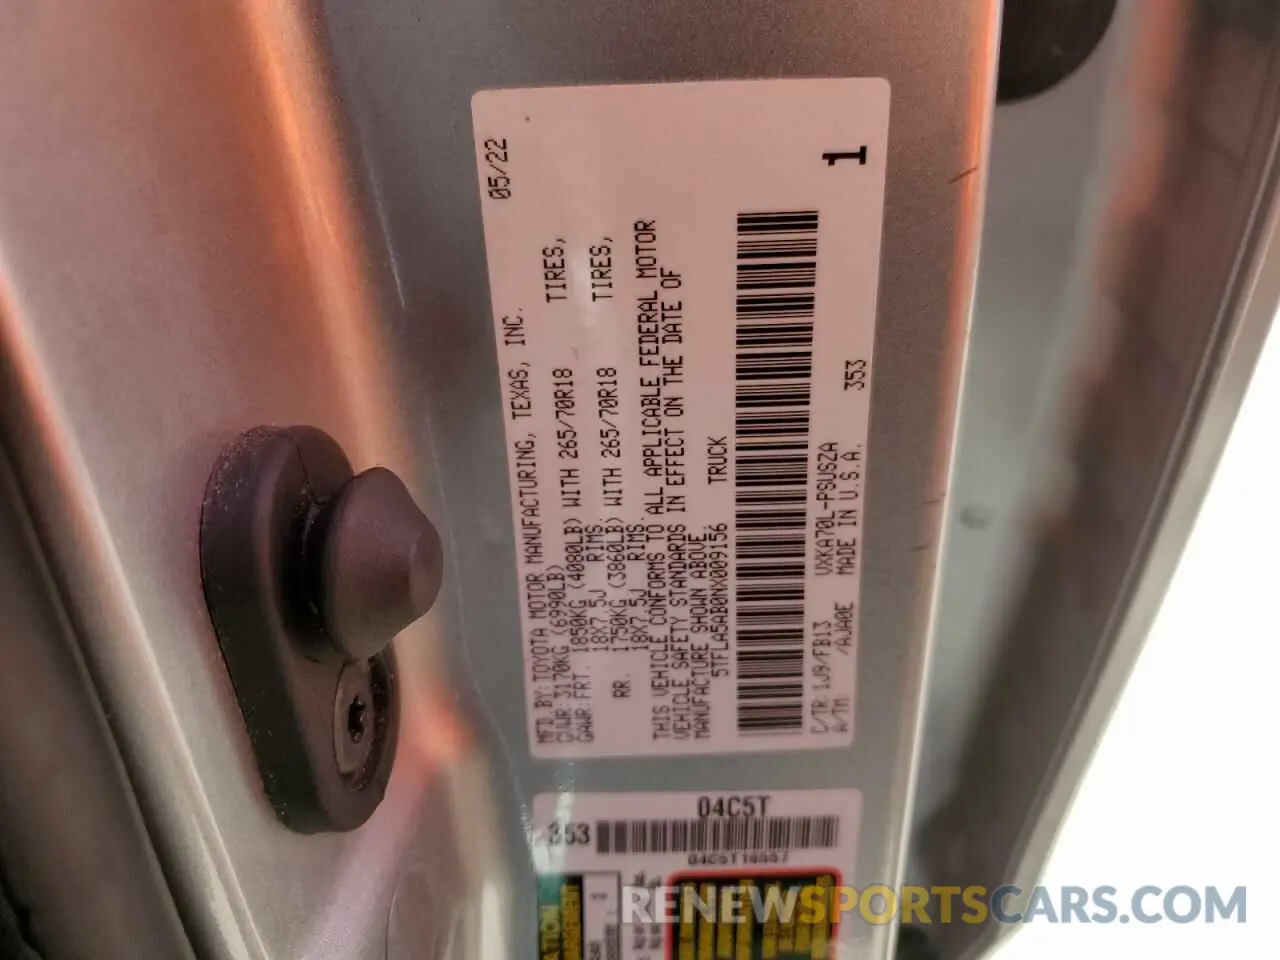 MFD BY: TOYOTA MOTOR MANUFACTURING, TEXAS, INC. 05/22
GVWR: 3170KG (6990LB)
GAWR: FRT. 1850KG (4080LB) WITH 265/70R18 TIRES,
18X7.5J RIMS
RR. 1750KG (3860LB) WITH 265/70R18 TIRES,
18X7.5J RIMS.
THIS VEHICLE CONFORMS TO ALL APPLICABLE FEDERAL MOTOR
VEHICLE SAFETY STANDARDS IN EFFECT ON THE DATE OF
MANUFACTURE SHOWN ABOVE
5TFLA5AB0NX009156 TRUCK
C/TR: 1J9/FB13 VXKA70L-PSUSZA
A/TM: /AJA0E MADE IN U.S.A. 353
1
04C5T
353
RENEWSPORTSCARS.COM